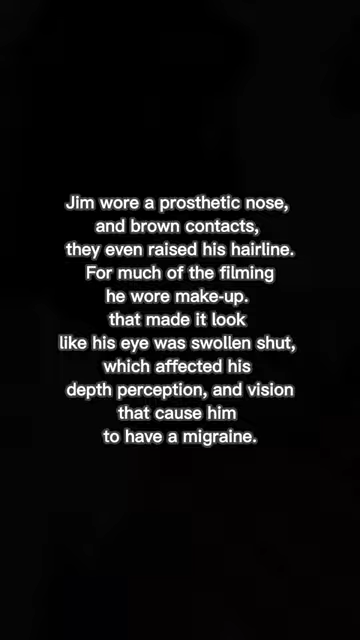 Jim wore a prosthetic nose,
and brown contacts,
they even raised his hairline.
For much of the filming
he wore make-up.
that made it look
like his eye was swollen shut,
which affected his
depth perception, and vision
that cause him
to have a migraine.